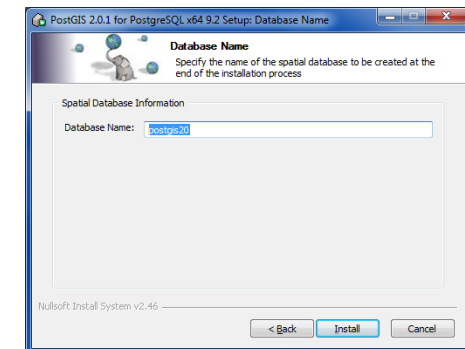 PostGIS 2.0.1 for PostgreSQL x64 9.2 Setup: Database Name
Database Name
Specify the name of the spatial database to be created at the
end of the installation process
Spatial Database Information
Database Name:
postgis20
Nullsoft Install System v2.46
< Back
Install
Cancel